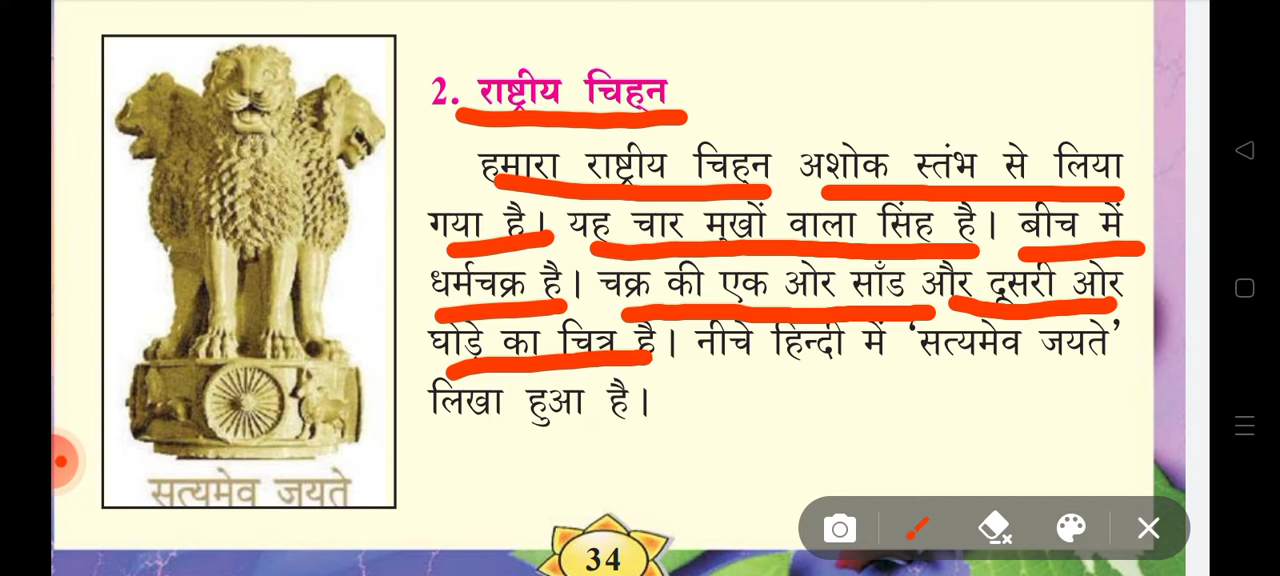 2. राष्ट्रीय चिह्न
हमारा राष्ट्रीय चिह्न अशोक स्तंभ से लिया
गया है। यह चार मुखों वाला सिंह है। बीच में
धर्मचक्र है। चक्र की एक ओर साँड और दूसरी ओर
घोड़े का चित्र है। नीचे हिन्दी में ‘सत्यमेव जयते’
लिखा हुआ है।
सत्यमेव जयते
34